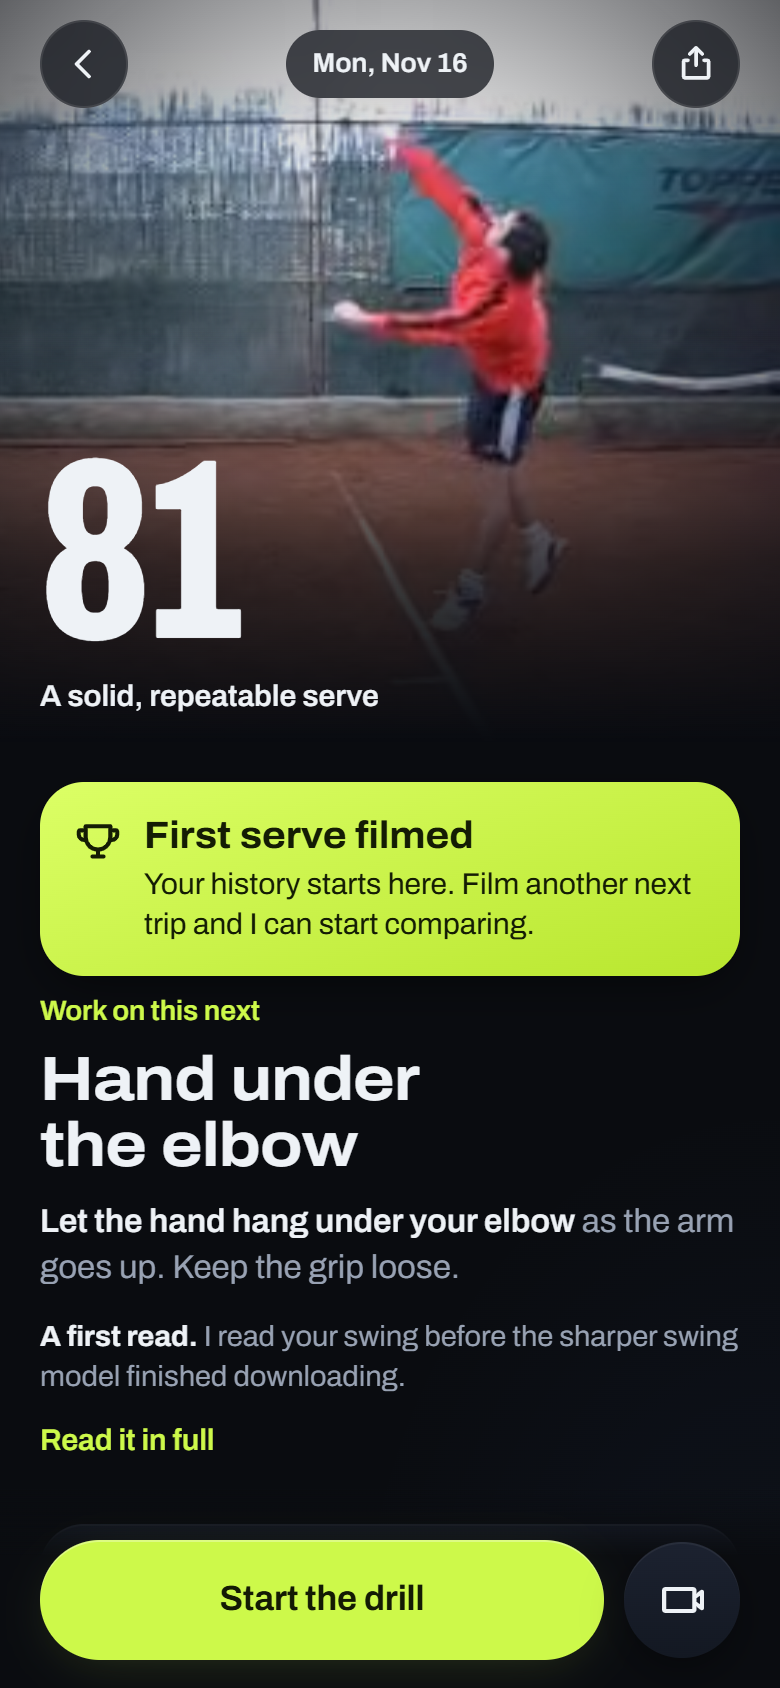 Mon, Nov 16
81
A solid, repeatable serve
First serve filmed
Your history starts here. Film another next
trip and I can start comparing.
Work on this next
Hand under
the elbow
Let the hand hang under your elbow as the arm
goes up. Keep the grip loose.
A first read. I read your swing before the sharper swing
model finished downloading.
Read it in full
Start the drill